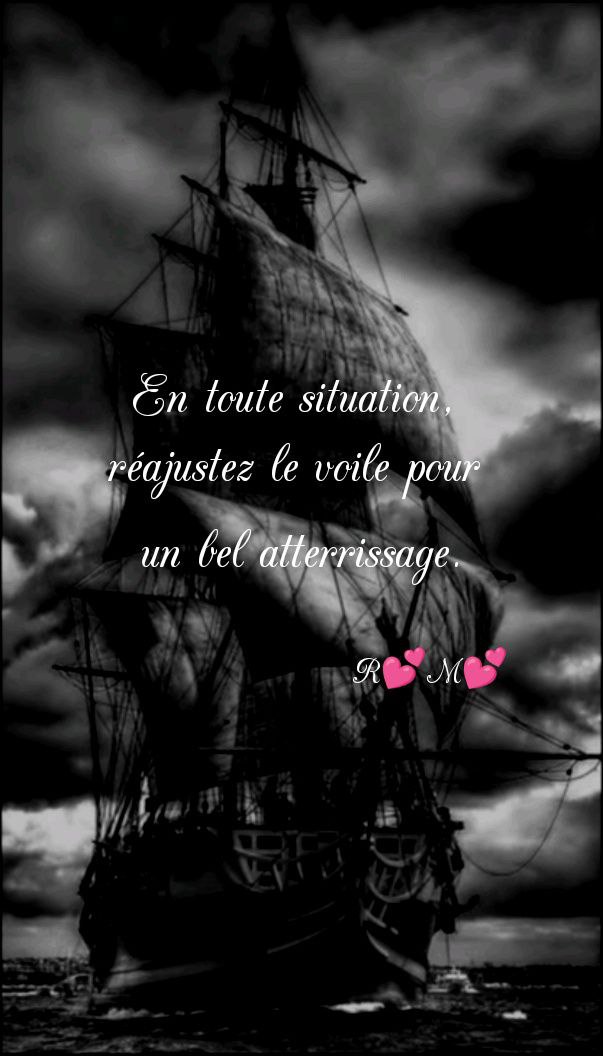 En toute situation,
réajustez le voile pour
un bel atterrissage.
R💕 M💕